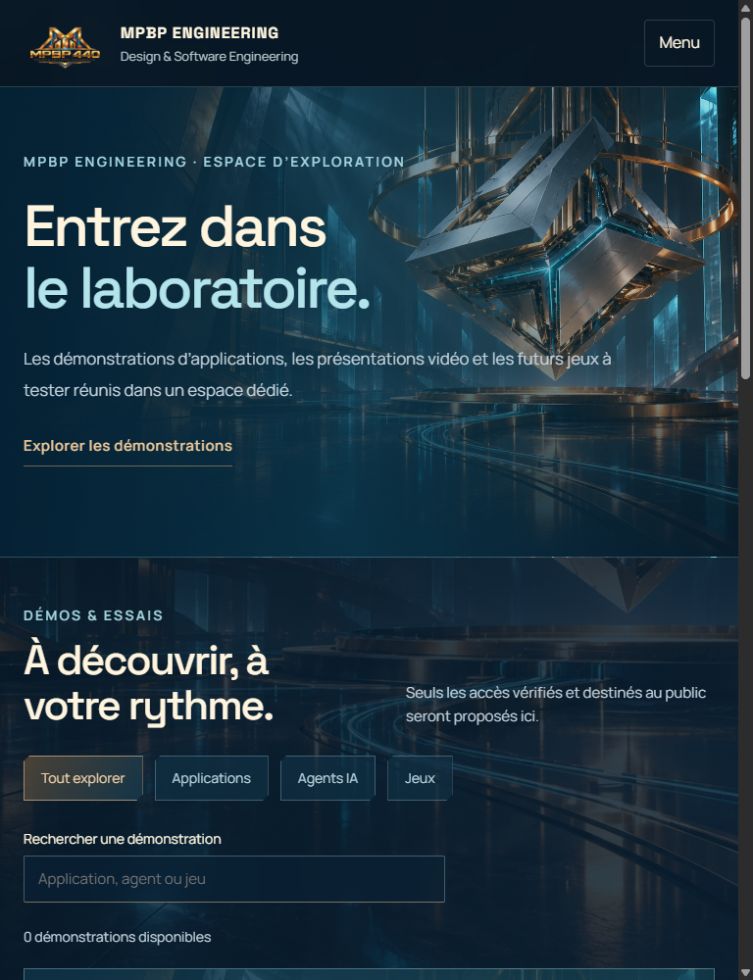 MPBP 440
MPBP ENGINEERING
Design & Software Engineering
Menu
MPBP ENGINEERING · ESPACE D'EXPLORATION
Entrez dans
le laboratoire.
Les démonstrations d'applications, les présentations vidéo et les futurs jeux à
tester réunis dans un espace dédié.
Explorer les démonstrations
DÉMOS & ESSAIS
À découvrir, à
votre rythme.
Seuls les accès vérifiés et destinés au public
seront proposés ici.
Tout explorer
Applications
Agents IA
Jeux
Rechercher une démonstration
Application, agent ou jeu
0 démonstrations disponibles